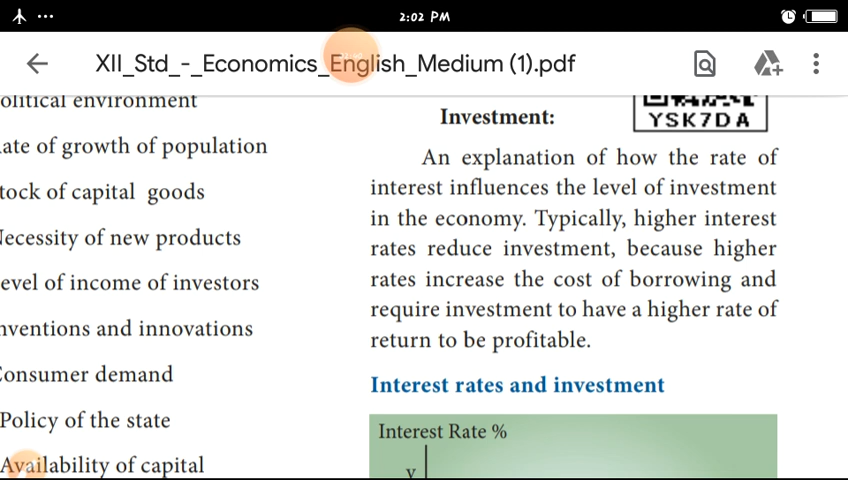 2:02 PM
XII_Std_-_Economics_English_Medium (1).pdf
olitical environment
ate of growth of population
tock of capital goods
ecessity of new products
evel of income of investors
nventions and innovations
onsumer demand
Policy of the state
Availability of capital
YSK7DA
Investment:
An explanation of how the rate of
interest influences the level of investment
in the economy. Typically, higher interest
rates reduce investment, because higher
rates increase the cost of borrowing and
require investment to have a higher rate of
return to be profitable.
Interest rates and investment
Interest Rate %
y